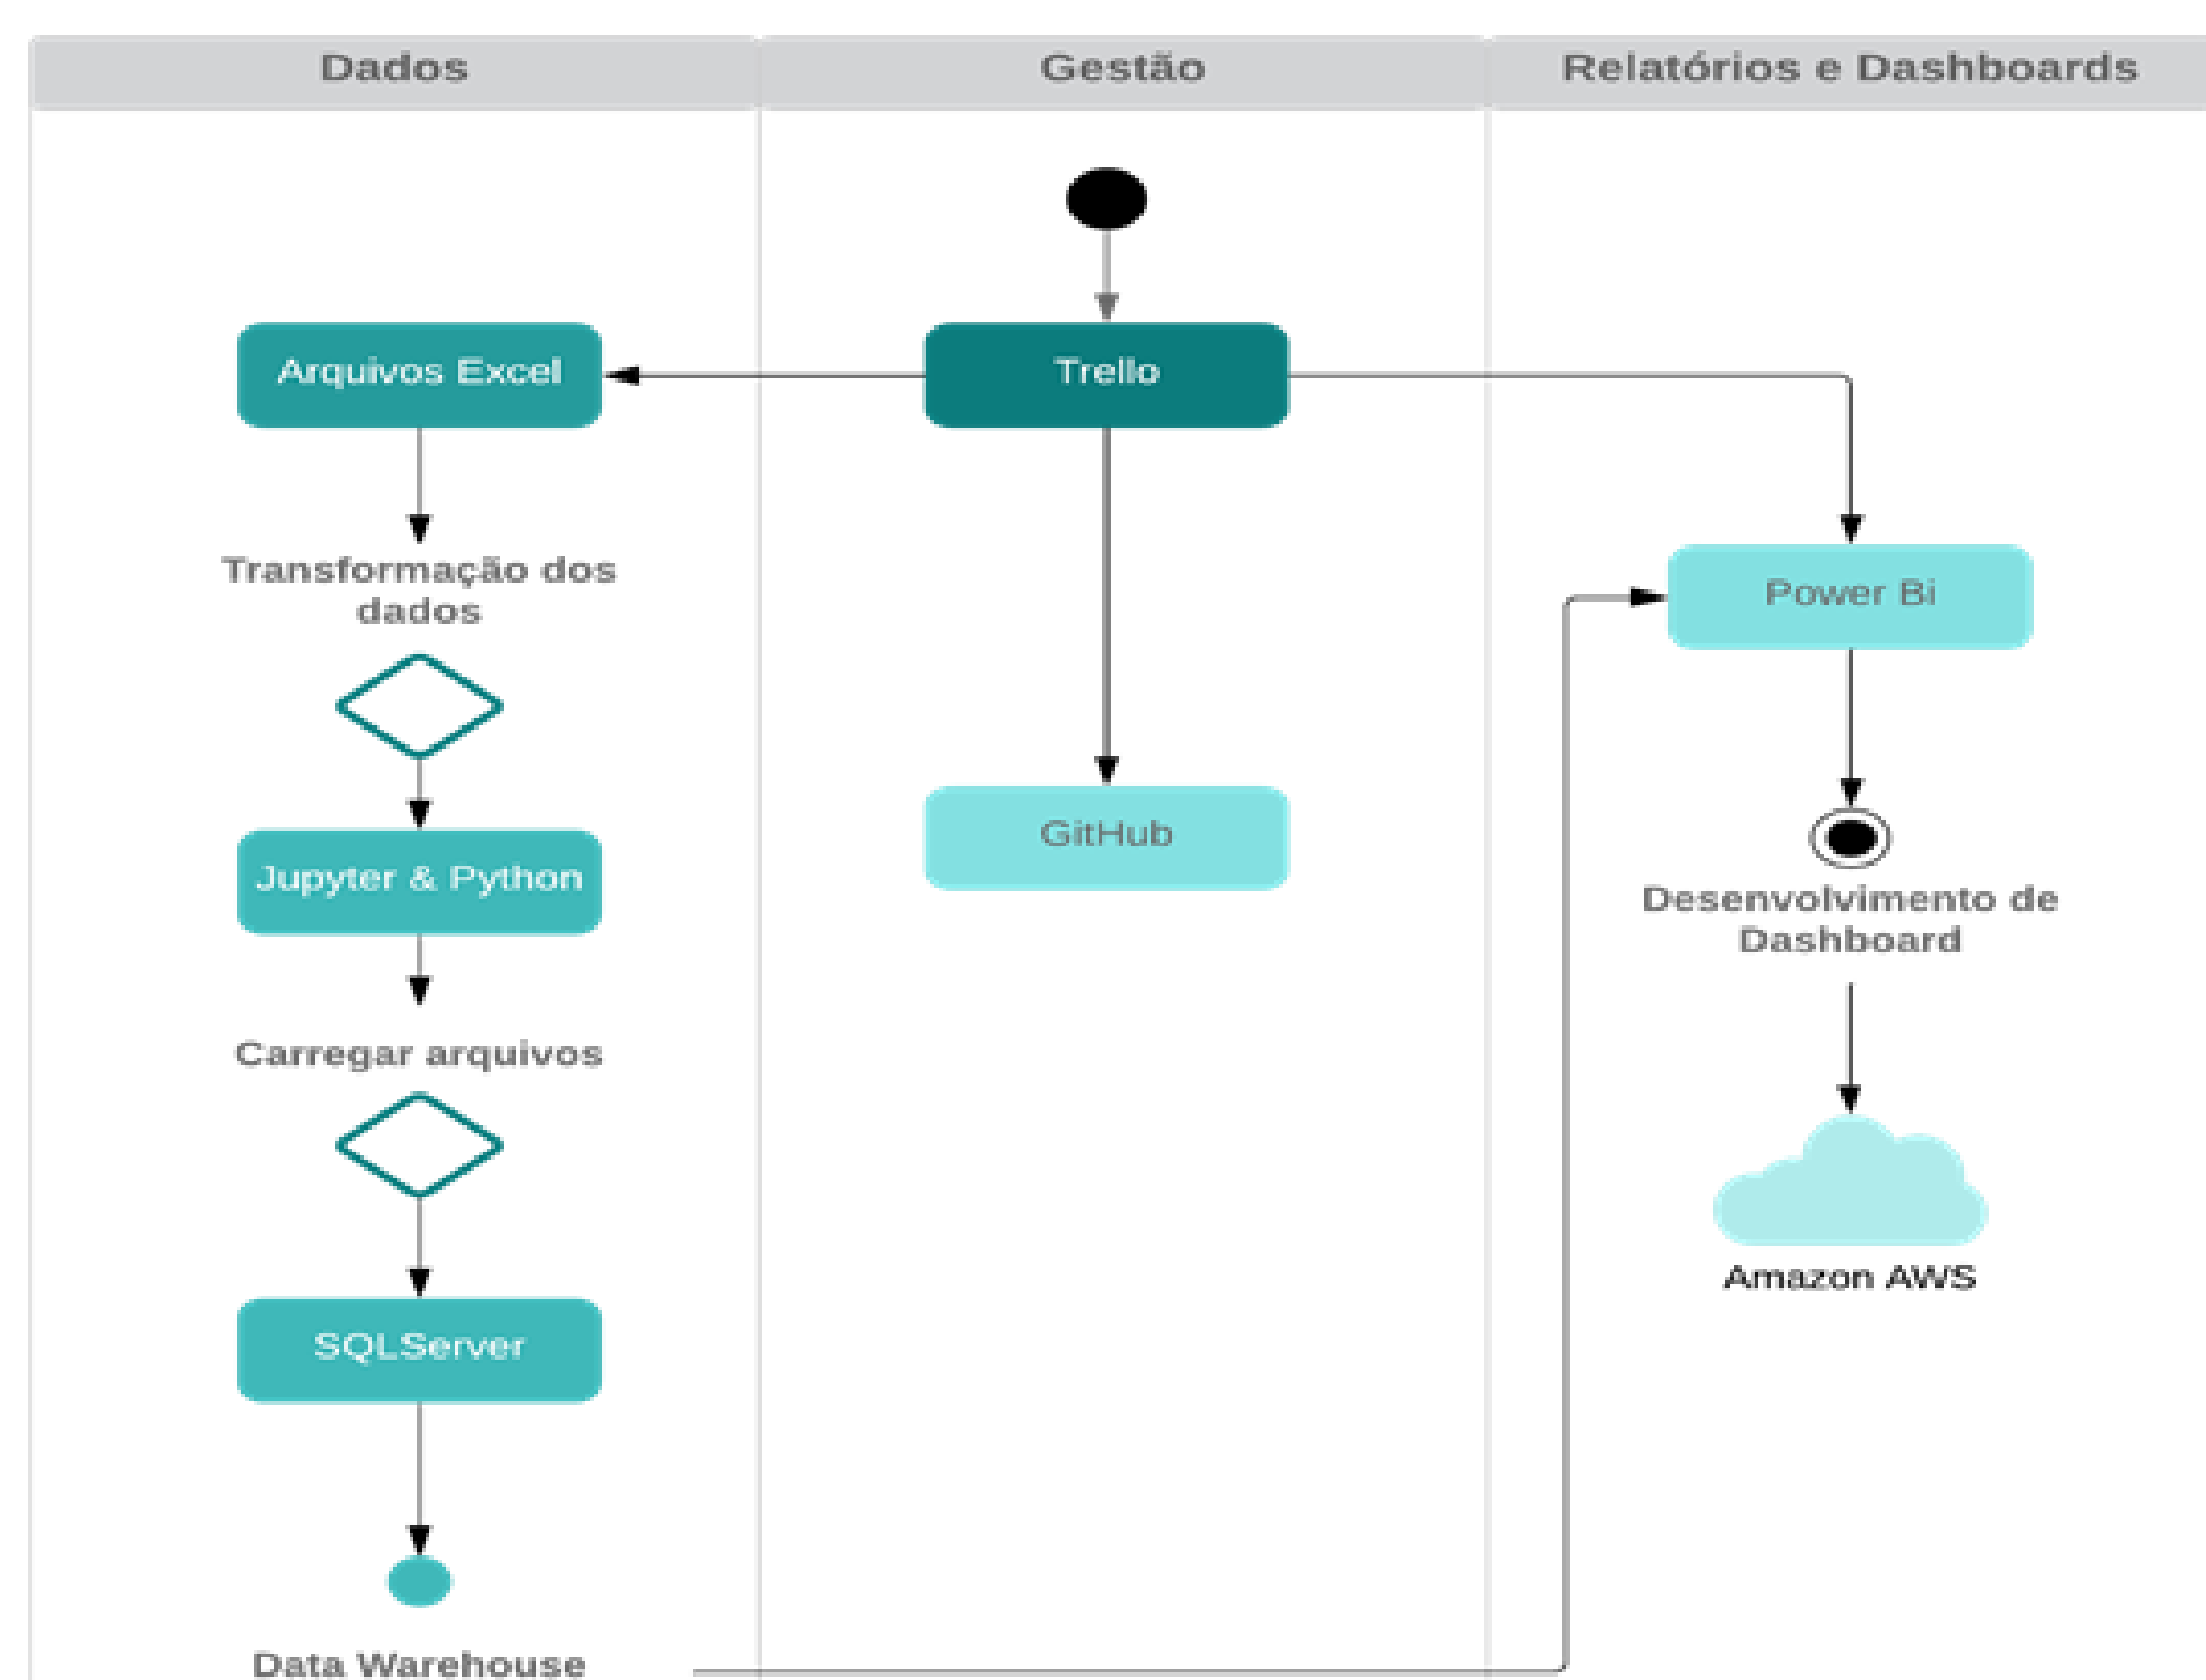 Dados
Gestão
Relatórios e Dashboards
Arquivos Excel
Trello
Transformação dos
dados
Power Bi
Jupyter & Python
GitHub
Desenvolvimento de
Dashboard
Carregar arquivos
Amazon AWS
SQLServer
Data Warehouse